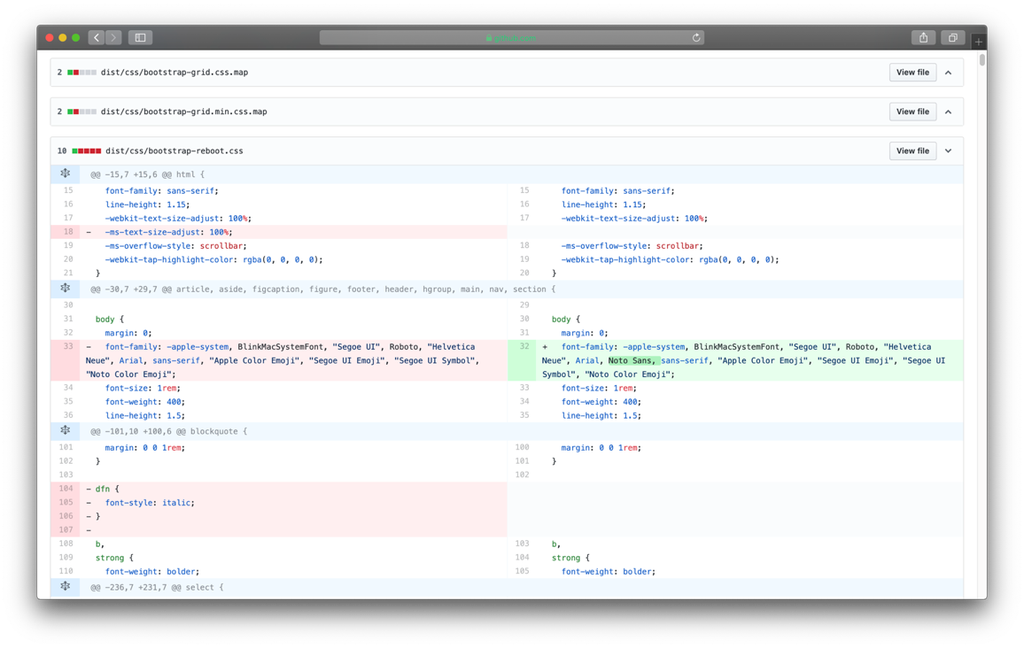 github.com
2 dist/css/bootstrap-grid.css.map View file
2 dist/css/bootstrap-grid.min.css.map View file
10 dist/css/bootstrap-reboot.css View file
@@ -15,7 +15,6 @@ html {
15 font-family: sans-serif; 15 font-family: sans-serif;
16 line-height: 1.15; 16 line-height: 1.15;
17 -webkit-text-size-adjust: 100%; 17 -webkit-text-size-adjust: 100%;
18 - -ms-text-size-adjust: 100%;
19 -ms-overflow-style: scrollbar; 18 -ms-overflow-style: scrollbar;
20 -webkit-tap-highlight-color: rgba(0, 0, 0, 0); 19 -webkit-tap-highlight-color: rgba(0, 0, 0, 0);
21 } 20 }
@@ -30,7 +29,7 @@ article, aside, figcaption, figure, footer, header, hgroup, main, nav, section {
30 29
31 body { 30 body {
32 margin: 0; 31 margin: 0;
33 - font-family: -apple-system, BlinkMacSystemFont, "Segoe UI", Roboto, "Helvetica 32 + font-family: -apple-system, BlinkMacSystemFont, "Segoe UI", Roboto, "Helvetica
Neue", Arial, sans-serif, "Apple Color Emoji", "Segoe UI Emoji", "Segoe UI Symbol", Neue", Arial, Noto Sans, sans-serif, "Apple Color Emoji", "Segoe UI Emoji", "Segoe UI
"Noto Color Emoji"; Symbol", "Noto Color Emoji";
34 font-size: 1rem; 33 font-size: 1rem;
35 font-weight: 400; 34 font-weight: 400;
36 line-height: 1.5; 35 line-height: 1.5;
@@ -101,10 +100,6 @@ blockquote {
101 margin: 0 0 1rem; 100 margin: 0 0 1rem;
102 } 101 }
103 102
104 - dfn {
105 - font-style: italic;
106 - }
107 -
108 b, 103 b,
109 strong { 104 strong {
110 font-weight: bolder; 105 font-weight: bolder;
@@ -236,7 +231,7 @@ select {